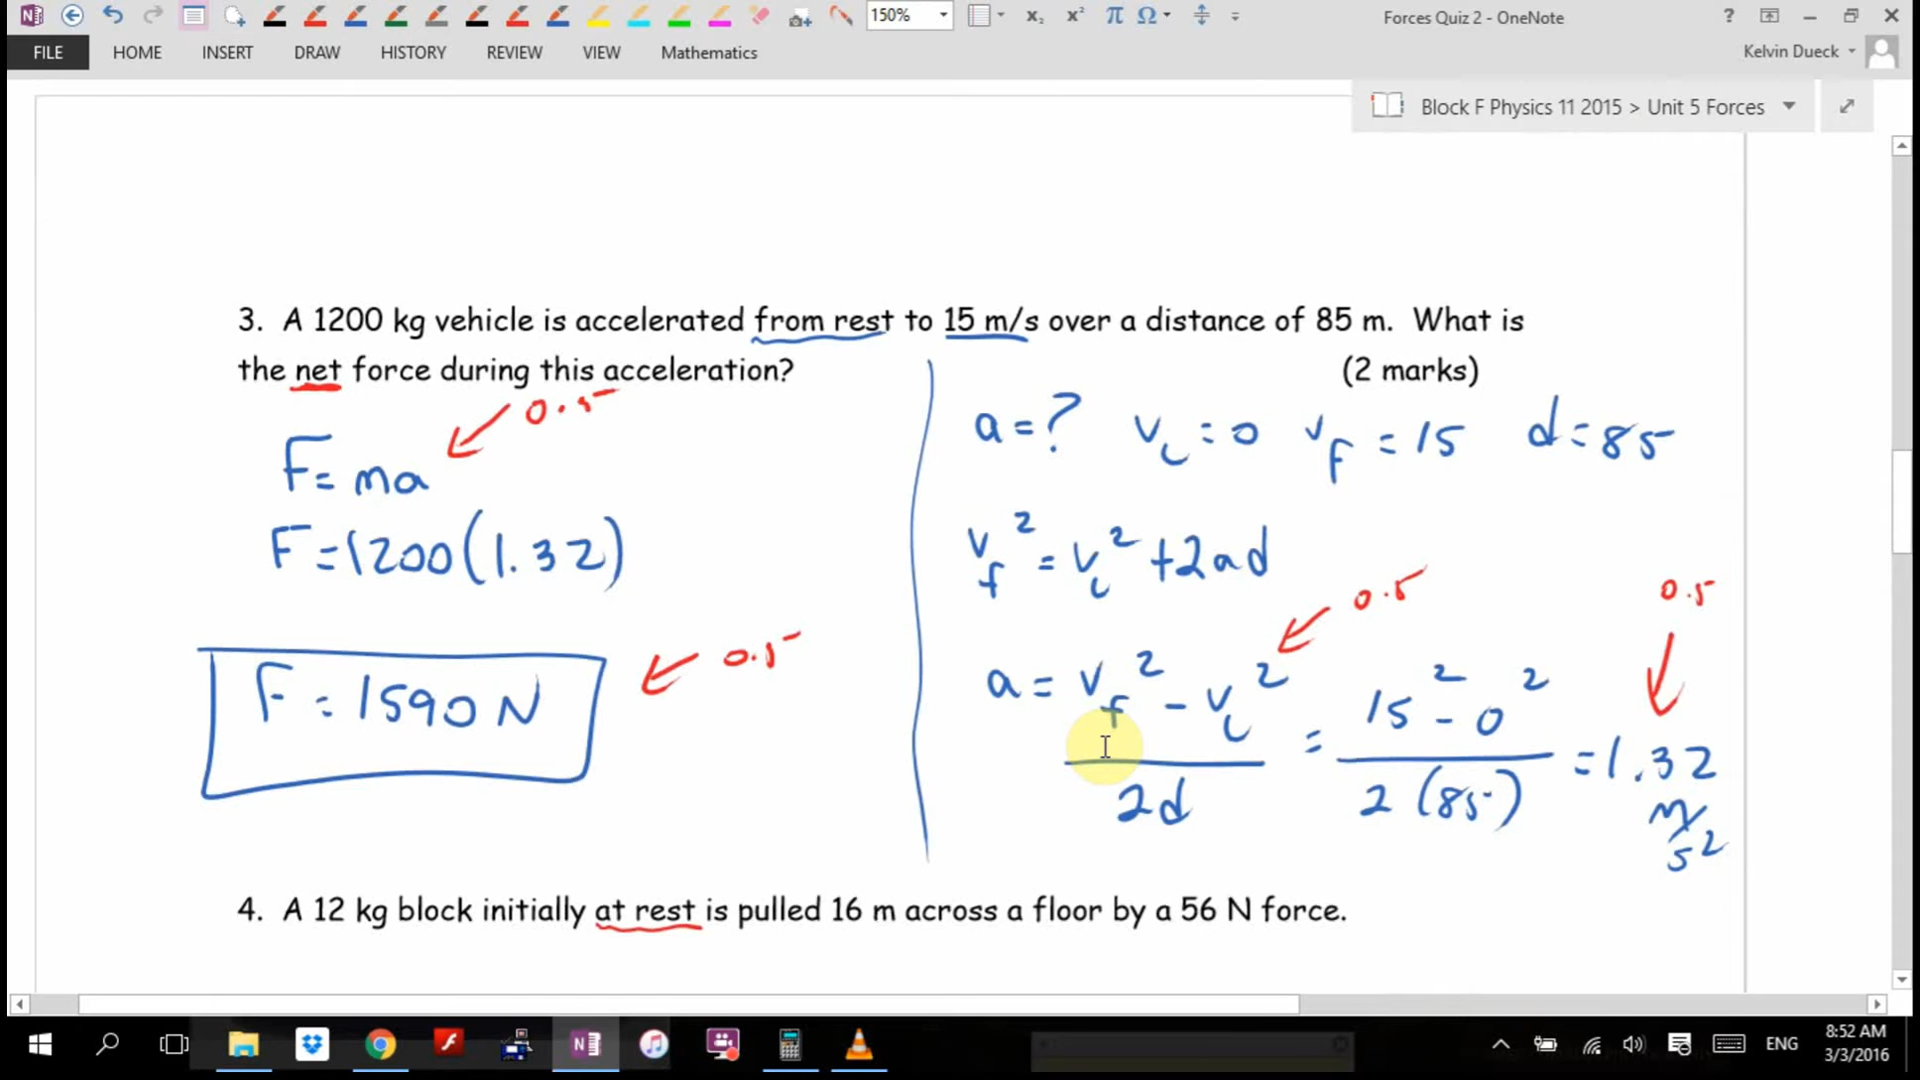 150%
x₂ x² π Ω
Forces Quiz 2 - OneNote
?
FILE HOME INSERT DRAW HISTORY REVIEW VIEW Mathematics
Kelvin Dueck
Block F Physics 11 2015 > Unit 5 Forces
3. A 1200 kg vehicle is accelerated from rest to 15 m/s over a distance of 85 m. What is
the net force during this acceleration? (2 marks)
0.5
F = ma
F = 1200(1.32)
F = 1590 N
0.5
a = ? vᵢ = 0 v_f = 15 d = 85
v_f² = vᵢ² + 2ad
0.5
0.5
a = v_f² - vᵢ² / 2d = 15² - 0² / 2(85) = 1.32 m/s²
4. A 12 kg block initially at rest is pulled 16 m across a floor by a 56 N force.
ENG
8:52 AM
3/3/2016